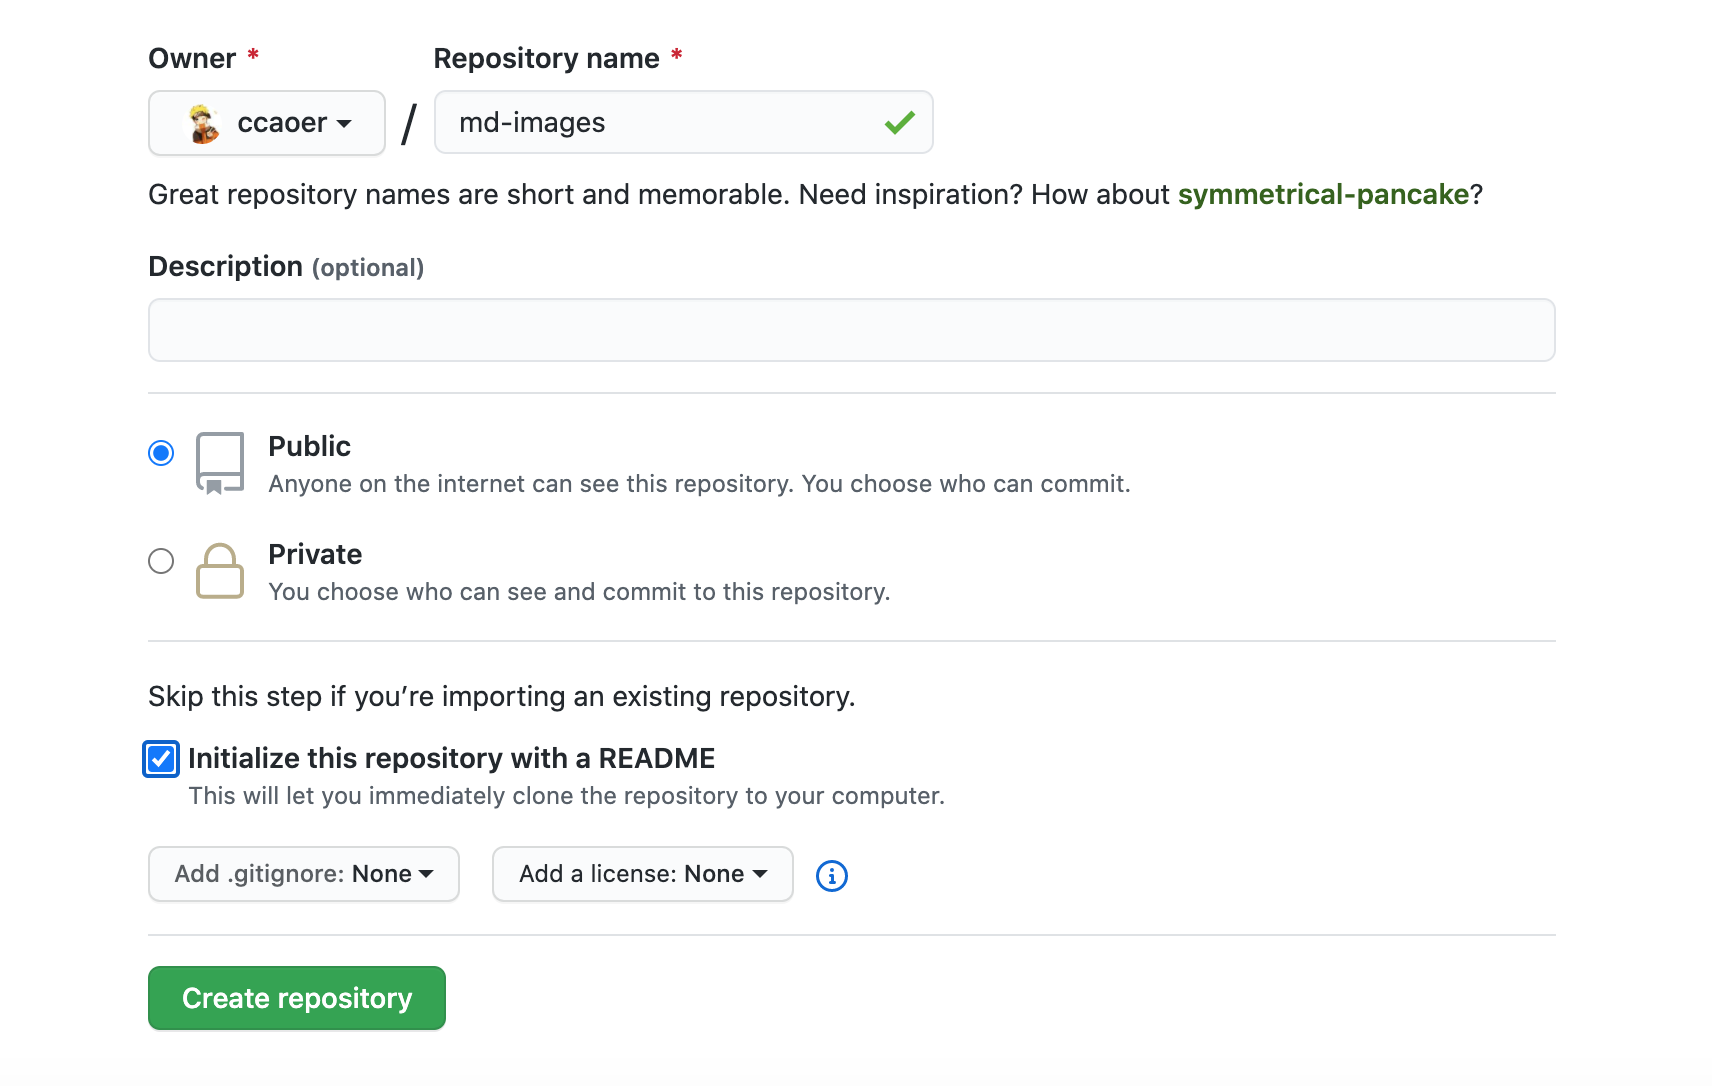 Owner * Repository name *
ccaoer / md-images
Great repository names are short and memorable. Need inspiration? How about symmetrical-pancake?
Description (optional)
Public
Anyone on the internet can see this repository. You choose who can commit.
Private
You choose who can see and commit to this repository.
Skip this step if you’re importing an existing repository.
Initialize this repository with a README
This will let you immediately clone the repository to your computer.
Add .gitignore: None Add a license: None
Create repository